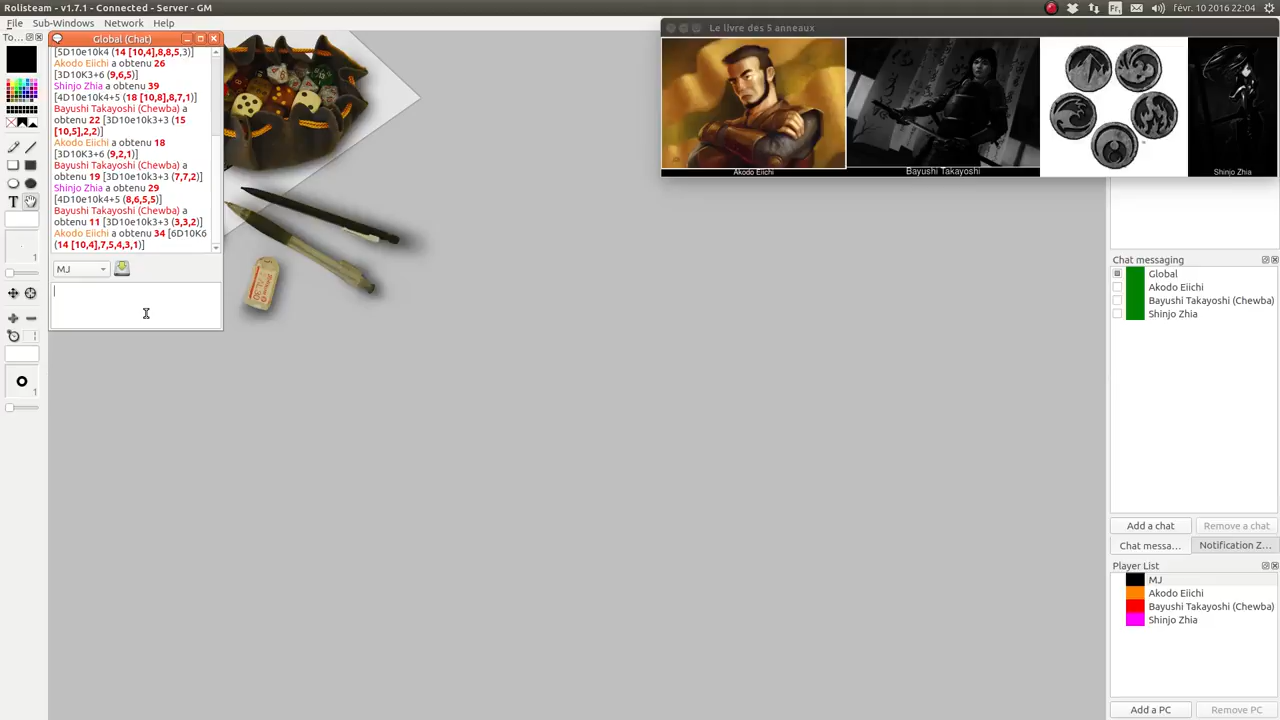 Rolisteam - v1.7.1 - Connected - Server - GM
Fr
févr. 10 2016 22:04
File Sub-Windows Network Help
To...
Global (Chat)
[5D10e10k4 (14 [10,4],8,8,5,3)]
Akodo Eiichi a obtenu 26
[3D10K3+6 (9,6,5)]
Shinjo Zhia a obtenu 39
[4D10e10k4+5 (18 [10,8],8,7,1)]
Bayushi Takayoshi (Chewba) a
obtenu 22 [3D10e10k3+3 (15
[10,5],2,2)]
Akodo Eiichi a obtenu 18
[3D10K3+6 (9,2,1)]
Bayushi Takayoshi (Chewba) a
obtenu 19 [3D10e10k3+3 (7,7,2)]
Shinjo Zhia a obtenu 29
[4D10e10k4+5 (8,6,5,5)]
Bayushi Takayoshi (Chewba) a
obtenu 11 [3D10e10k3+3 (3,3,2)]
Akodo Eiichi a obtenu 34 [6D10K6
(14 [10,4],7,5,4,3,1)]
MJ
T
1
1
Le livre des 5 anneaux
Akodo Eiichi
Bayushi Takayoshi
Shinjo Zhia
Chat messaging
Global
Akodo Eiichi
Bayushi Takayoshi (Chewba)
Shinjo Zhia
Add a chat Remove a chat
Chat messa... Notification Z...
Player List
MJ
Akodo Eiichi
Bayushi Takayoshi (Chewba)
Shinjo Zhia
Add a PC Remove PC